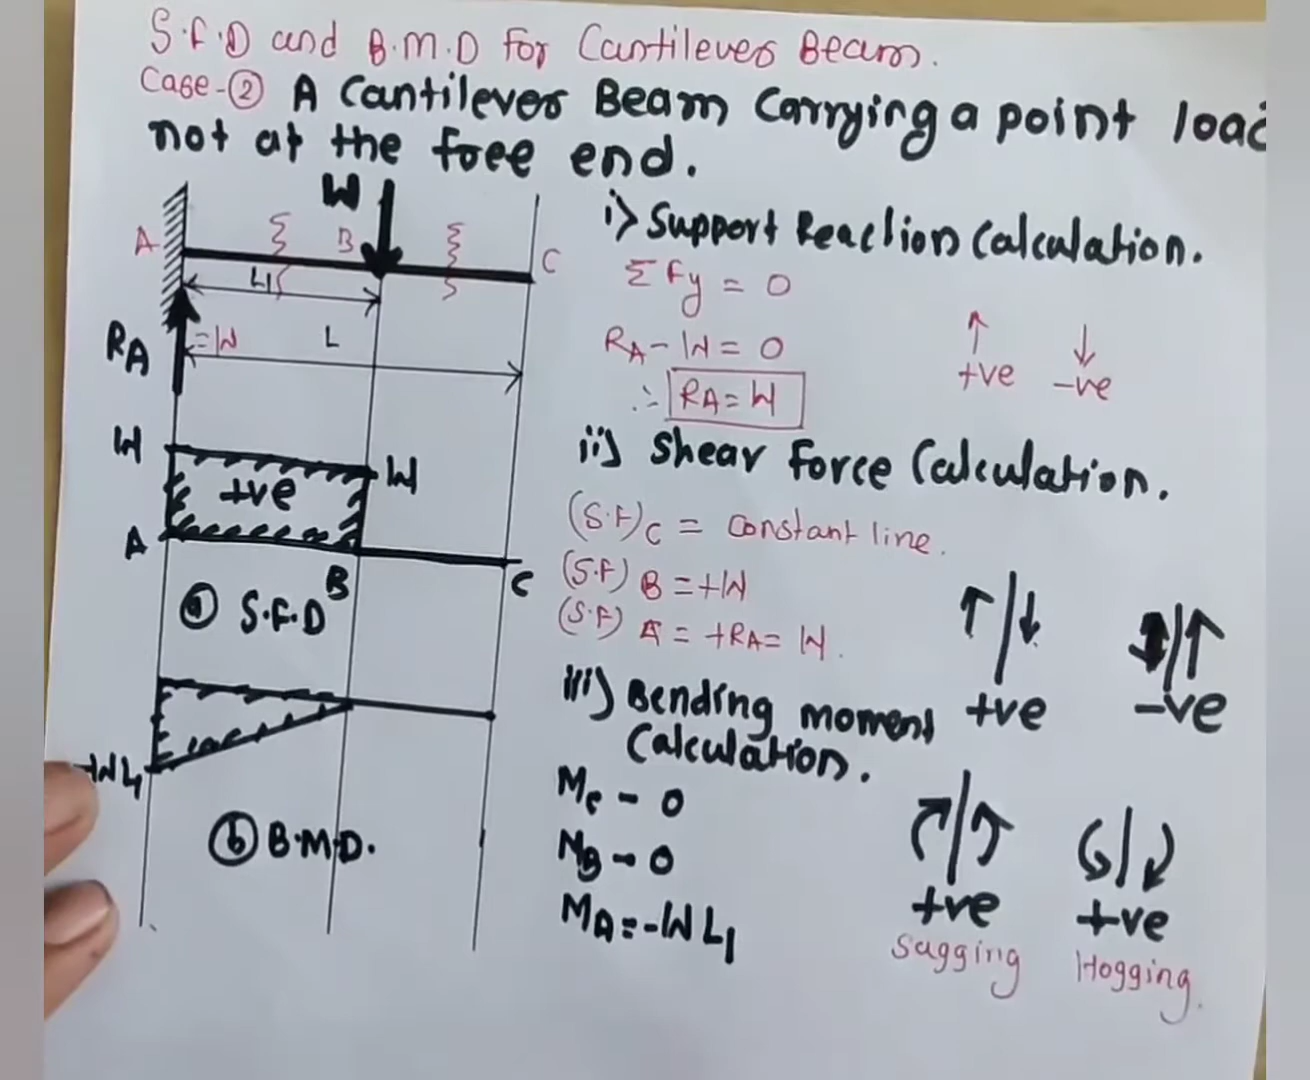 S.F.D and B.M.D For Cantilever Beam.
Case-② A Cantilever Beam Carrying a point load
not at the free end.
W
A
B
C
L1
RA =W
L
i) Support Reaction Calculation.
ΣFy = 0
RA - W = 0
∴ RA = W
↑ +ve
↓ -ve
W
W
+ve
A
B
C
ⓐ S.F.D
ii) Shear Force Calculation.
(S.F)C = Constant line.
(S.F) B = +W
(S.F) A = +RA = W.
↑|↓ +ve
↓|↑ -ve
-WL1
ⓑ B.M.D.
iii) Bending moment
Calculation.
Mc - 0
MB - 0
MA = -WL1
+ve
Sagging
+ve
Hogging.